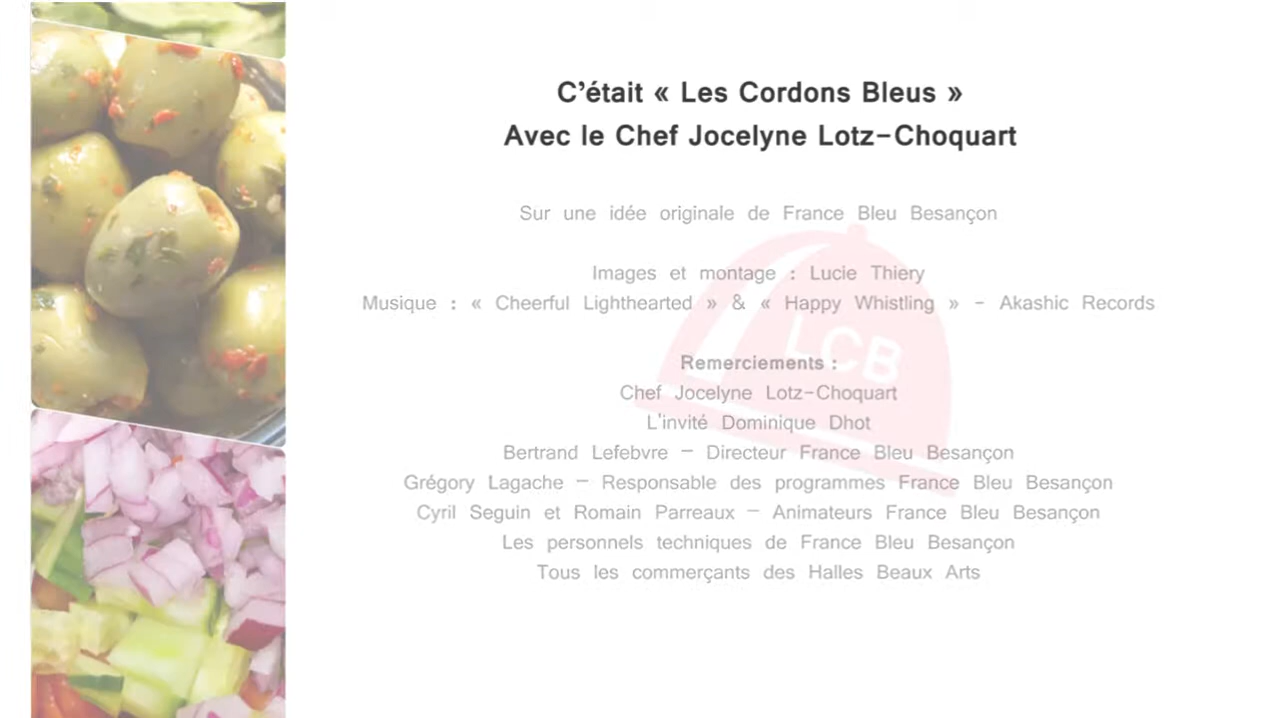 C’était « Les Cordons Bleus »
Avec le Chef Jocelyne Lotz-Choquart
Sur une idée originale de France Bleu Besançon
Images et montage : Lucie Thiery
Musique : « Cheerful Lighthearted » & « Happy Whistling » - Akashic Records
LCB
Remerciements :
Chef Jocelyne Lotz-Choquart
L'invité Dominique Dhot
Bertrand Lefebvre – Directeur France Bleu Besançon
Grégory Lagache – Responsable des programmes France Bleu Besançon
Cyril Seguin et Romain Parreaux – Animateurs France Bleu Besançon
Les personnels techniques de France Bleu Besançon
Tous les commerçants des Halles Beaux Arts